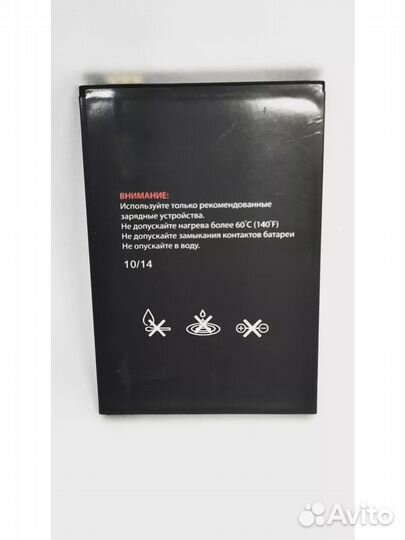 ВНИМАНИЕ:
Используйте только рекомендованные
зарядные устройства.
Не допускайте нагрева более 60°C (140°F)
Не допускайте замыкания контактов батареи
Не опускайте в воду.
10/14
Avito